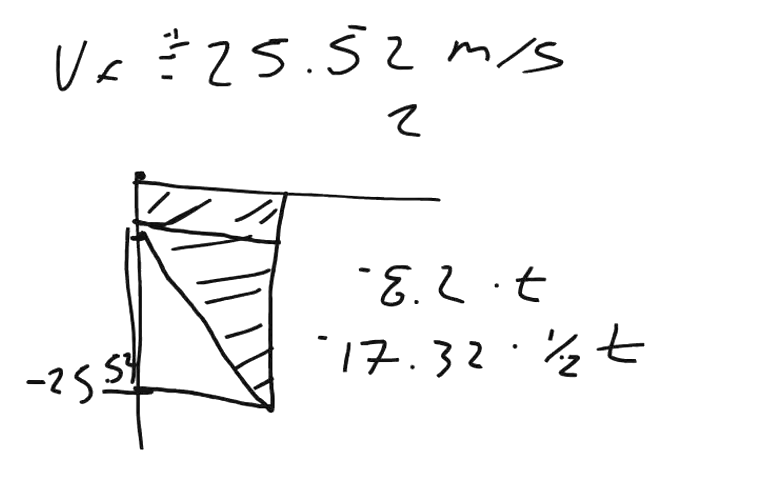 Vf = -25.52 m/s
2
-25.52
-8.2 · t
-17.32 · 1/2 t